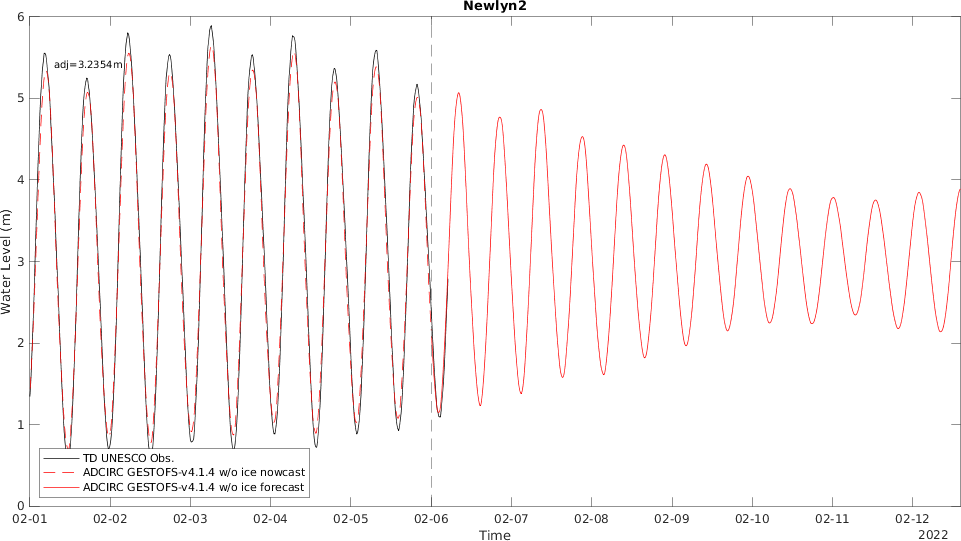 Newlyn2
6
5
4
3
2
1
0
Water Level (m)
adj=3.2354m
TD UNESCO Obs.
ADCIRC GESTOFS-v4.1.4 w/o ice nowcast
ADCIRC GESTOFS-v4.1.4 w/o ice forecast
02-01 02-02 02-03 02-04 02-05 02-06 02-07 02-08 02-09 02-10 02-11 02-12
Time
2022